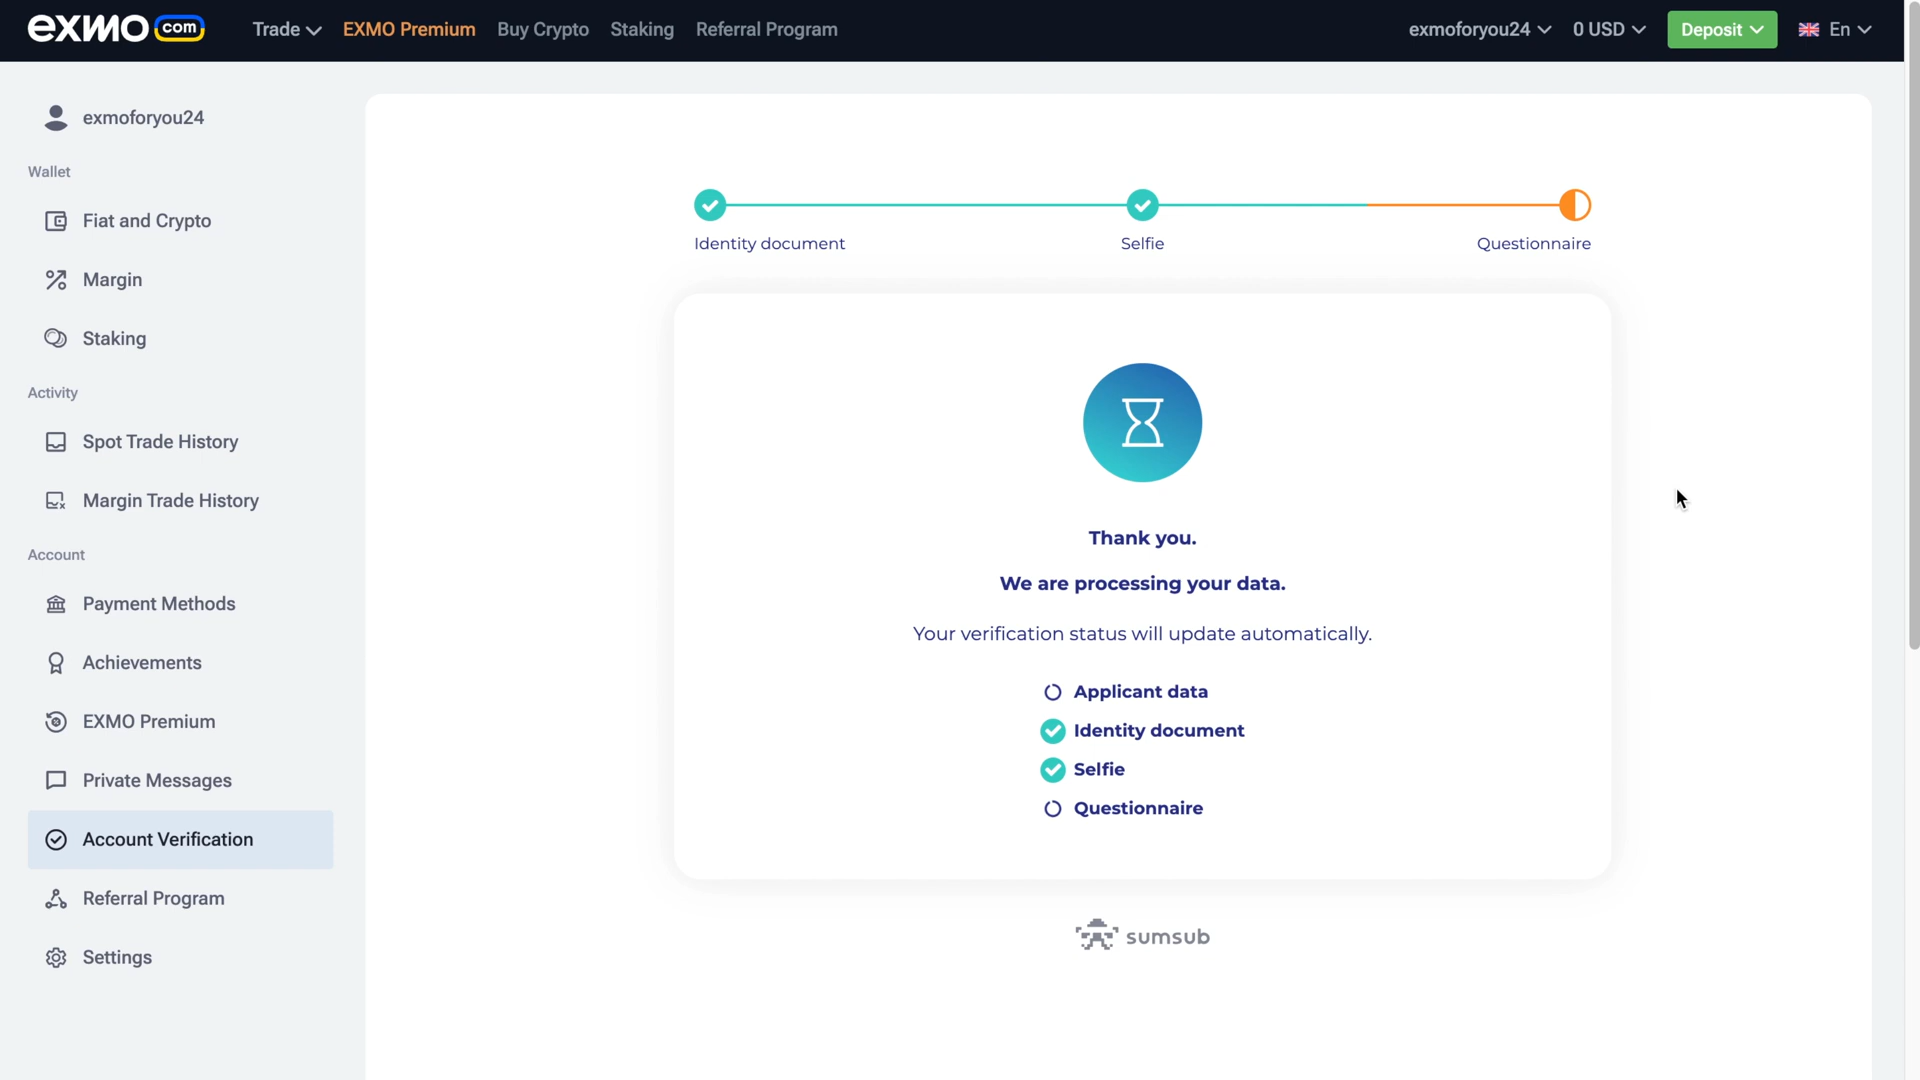 exmo com
Trade
EXMO Premium
Buy Crypto
Staking
Referral Program
exmoforyou24
0 USD
Deposit
En
exmoforyou24
Wallet
Fiat and Crypto
Margin
Staking
Activity
Spot Trade History
Margin Trade History
Account
Payment Methods
Achievements
EXMO Premium
Private Messages
Account Verification
Referral Program
Settings
Identity document
Selfie
Questionnaire
Thank you.
We are processing your data.
Your verification status will update automatically.
Applicant data
Identity document
Selfie
Questionnaire
sumsub